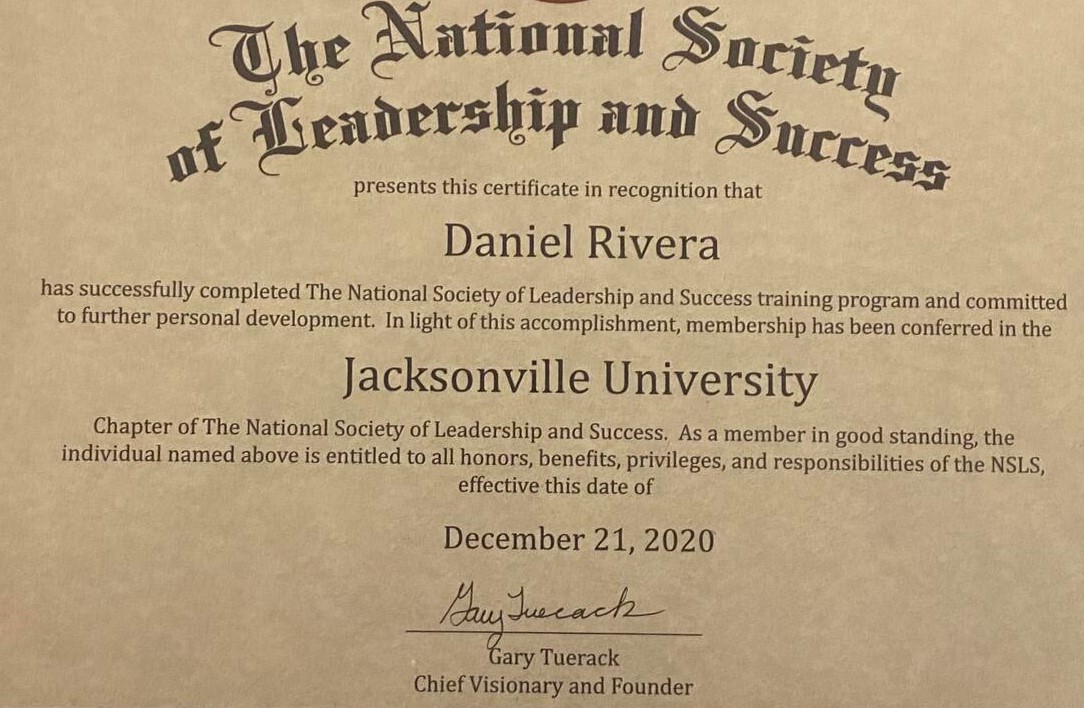 The National Society
of Leadership and Success
presents this certificate in recognition that
Daniel Rivera
has successfully completed The National Society of Leadership and Success training program and committed
to further personal development. In light of this accomplishment, membership has been conferred in the
Jacksonville University
Chapter of The National Society of Leadership and Success. As a member in good standing, the
individual named above is entitled to all honors, benefits, privileges, and responsibilities of the NSLS,
effective this date of
December 21, 2020
Gary Tuerack
Gary Tuerack
Chief Visionary and Founder